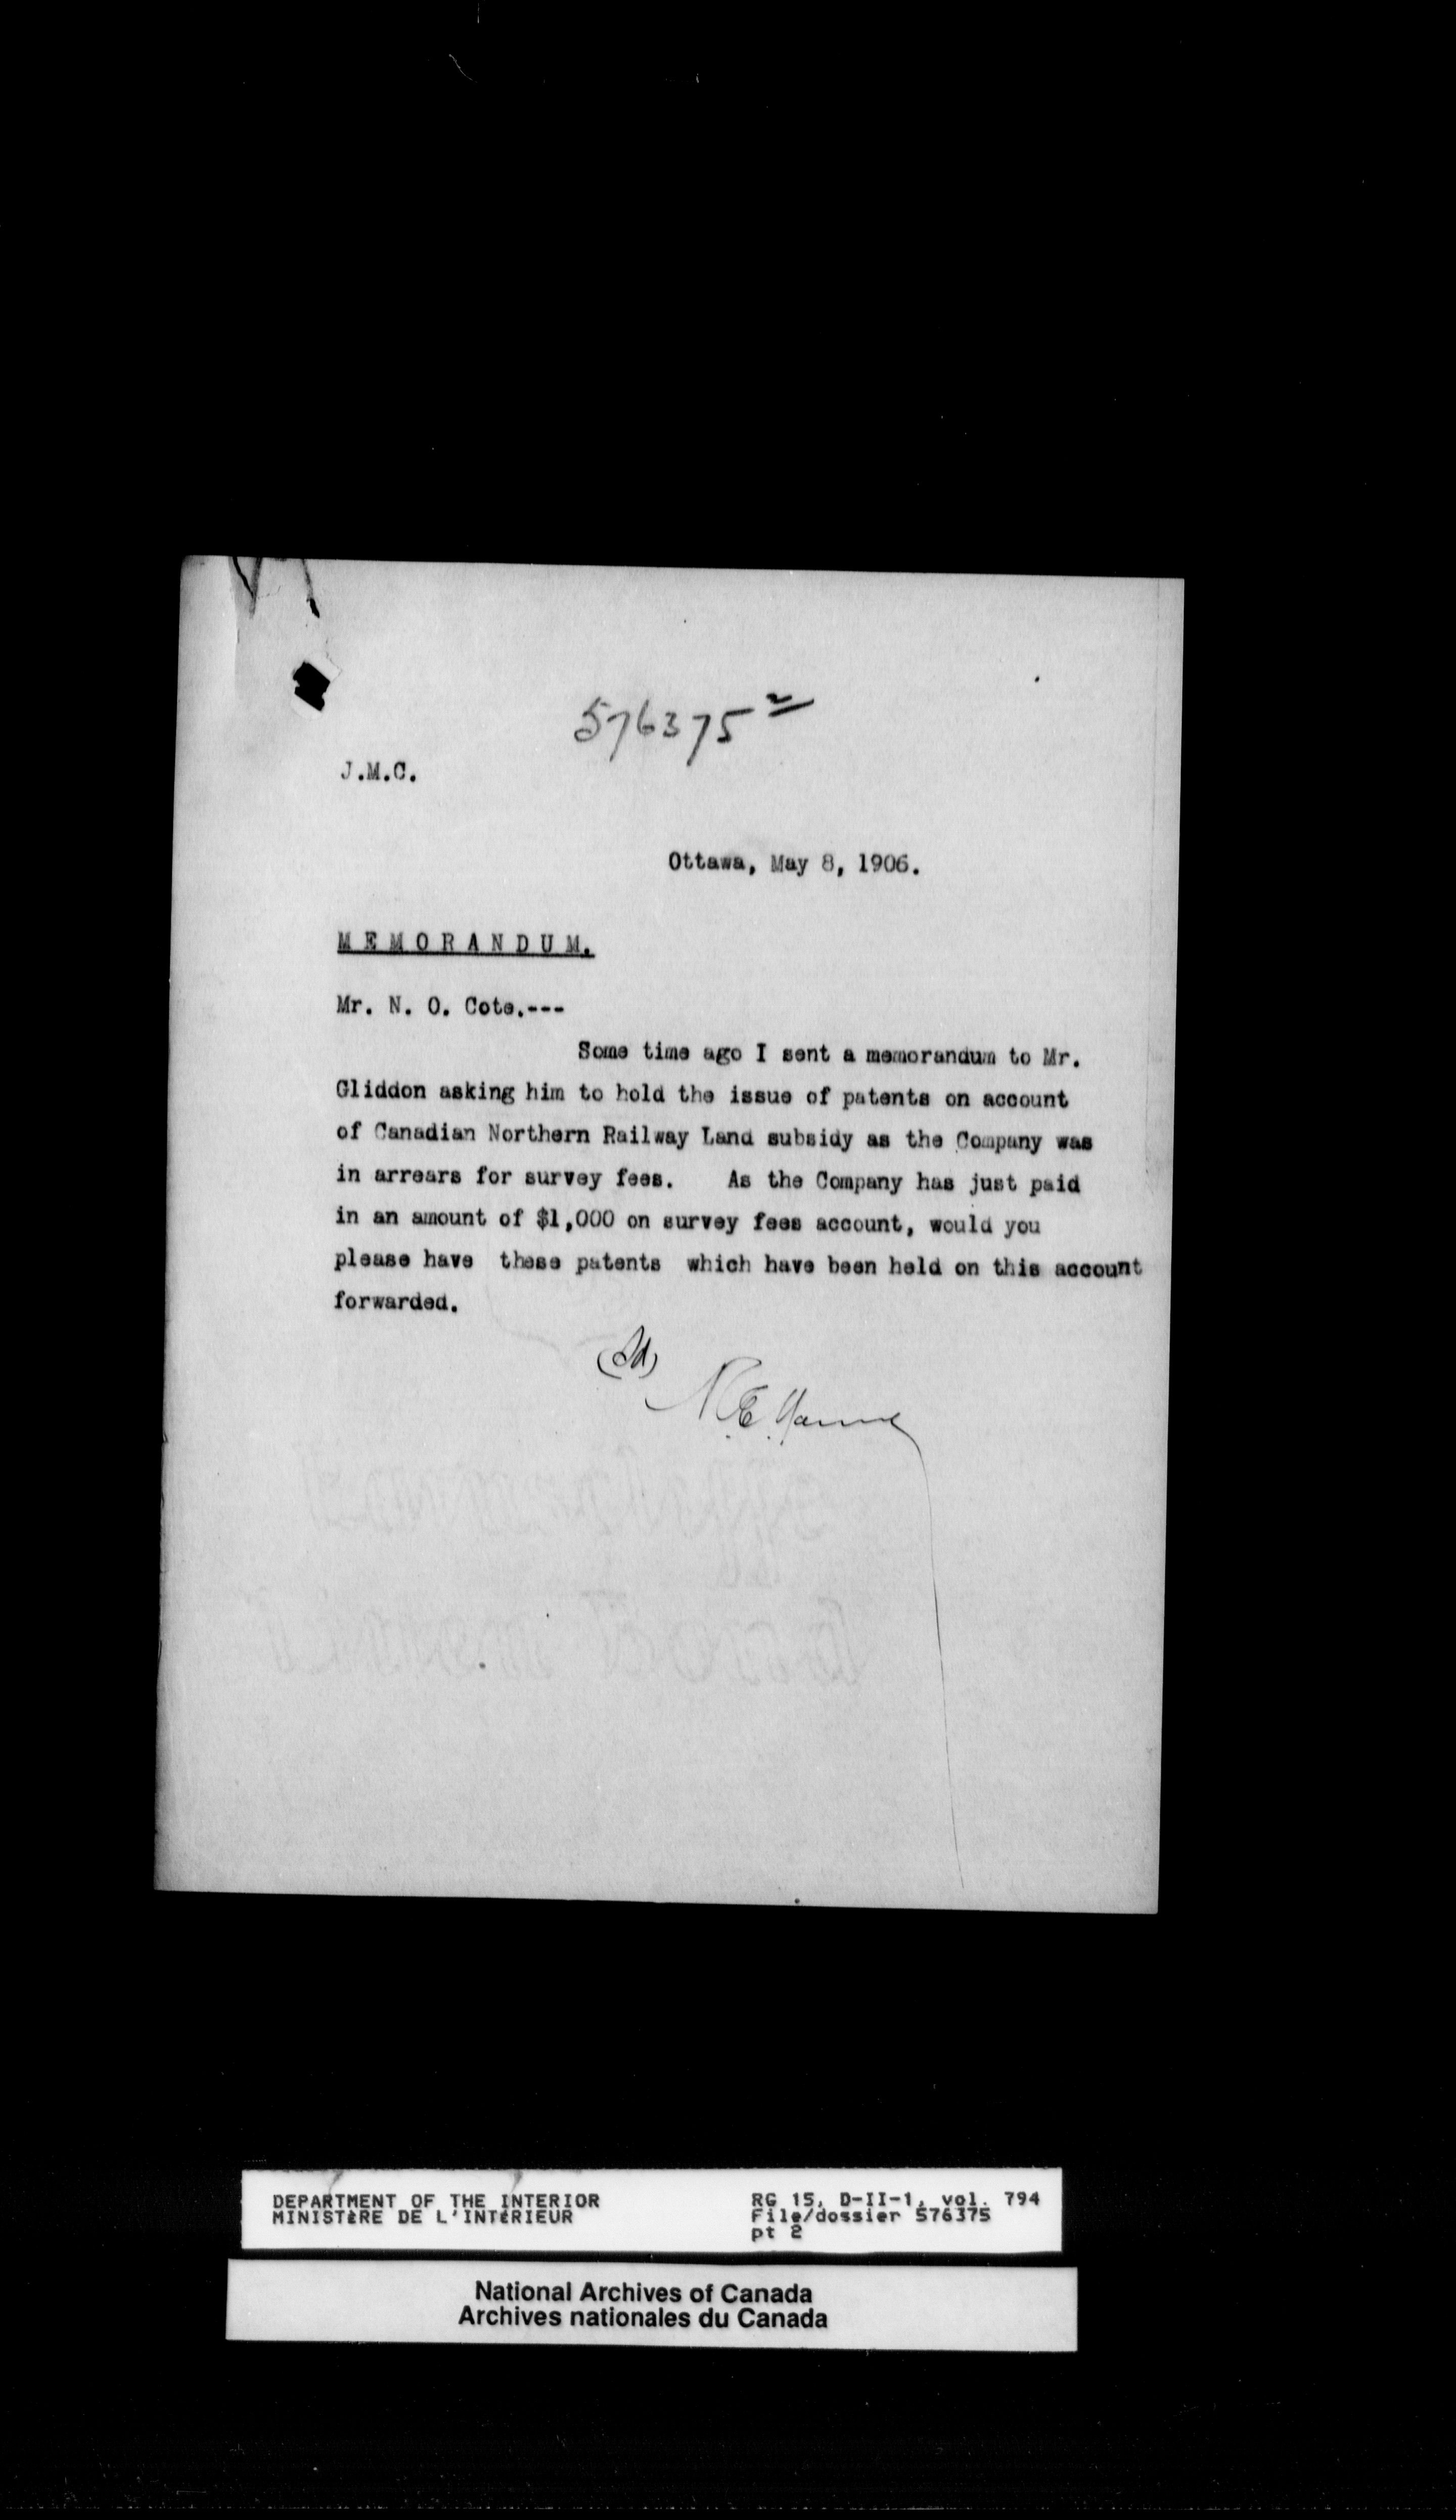 576375 2
J.M.C.
Ottawa, May 8, 1906.
MEMORANDUM.
Mr. N. O. Cote.---
Some time ago I sent a memorandum to Mr.
Gliddon asking him to hold the issue of patents on account
of Canadian Northern Railway Land subsidy as the Company was
in arrears for survey fees. As the Company has just paid
in an amount of $1,000 on survey fees account, would you
please have these patents which have been held on this account
forwarded.
(Sd)
DEPARTMENT OF THE INTERIOR
MINISTÈRE DE L'INTÉRIEUR
RG 15, D-II-1, vol. 794
File/dossier 576375
pt 2
National Archives of Canada
Archives nationales du Canada